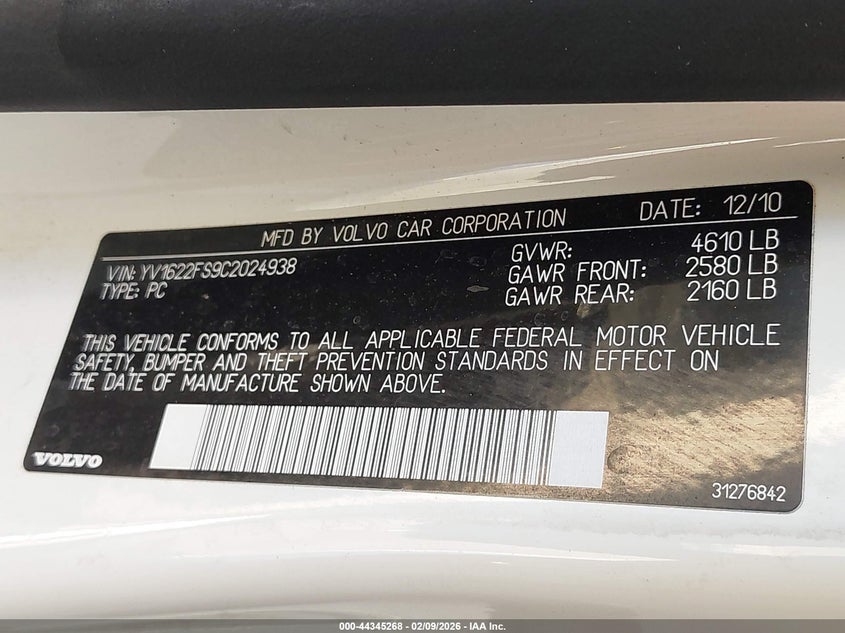 MFD BY VOLVO CAR CORPORATION DATE: 12/10
VIN: YV1622FS9C2024938
TYPE: PC
GVWR: 4610 LB
GAWR FRONT: 2580 LB
GAWR REAR: 2160 LB
THIS VEHICLE CONFORMS TO ALL APPLICABLE FEDERAL MOTOR VEHICLE
SAFETY, BUMPER AND THEFT PREVENTION STANDARDS IN EFFECT ON
THE DATE OF MANUFACTURE SHOWN ABOVE.
VOLVO
31276842
000-44345268 - 02/09/2026 - IAA Inc.